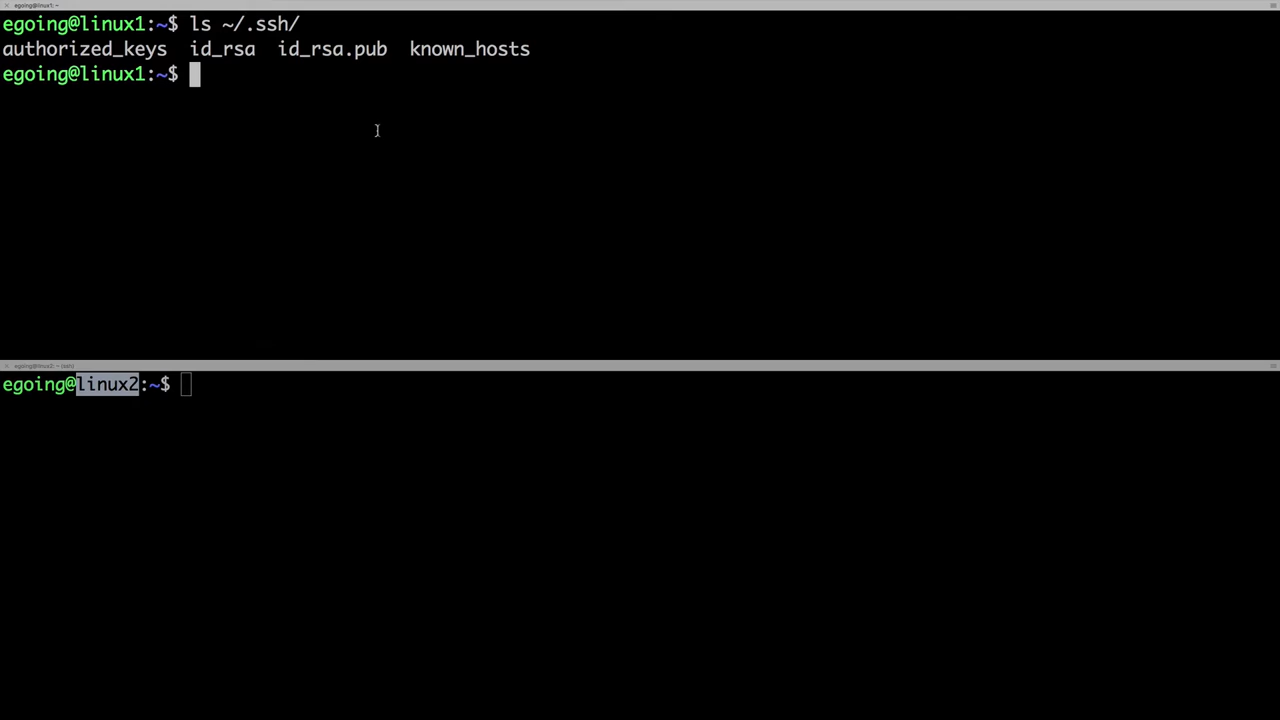 egoing@linux1: ~
egoing@linux1:~$ ls ~/.ssh/
authorized_keys  id_rsa  id_rsa.pub  known_hosts
egoing@linux1:~$
egoing@linux2: ~ (ssh)
egoing@linux2:~$